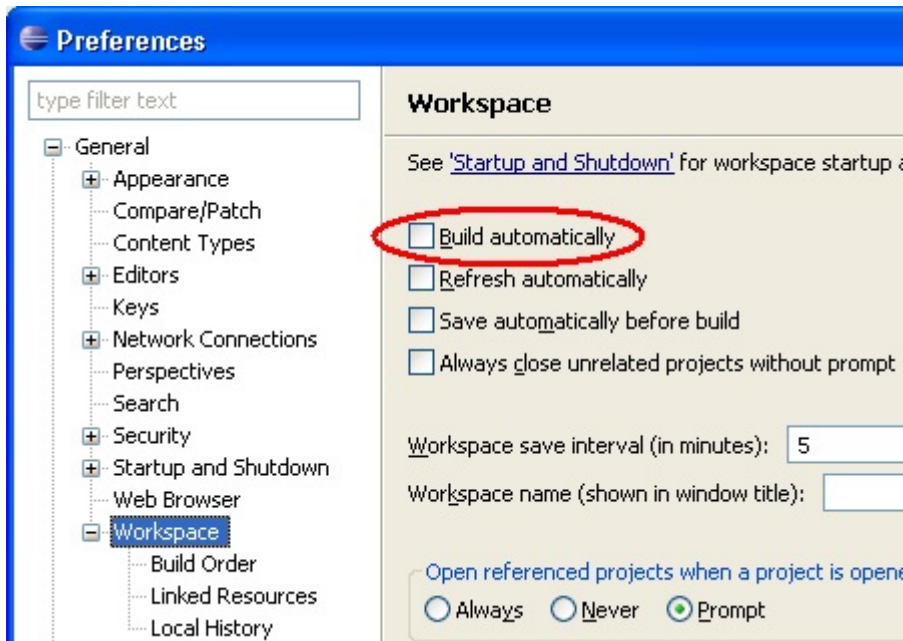 Preferences
type filter text
General
Appearance
Compare/Patch
Content Types
Editors
Keys
Network Connections
Perspectives
Search
Security
Startup and Shutdown
Web Browser
Workspace
Build Order
Linked Resources
Local History
Workspace
See 'Startup and Shutdown' for workspace startup a
Build automatically
Refresh automatically
Save automatically before build
Always close unrelated projects without prompt
Workspace save interval (in minutes): 5
Workspace name (shown in window title):
Open referenced projects when a project is opene
Always Never Prompt